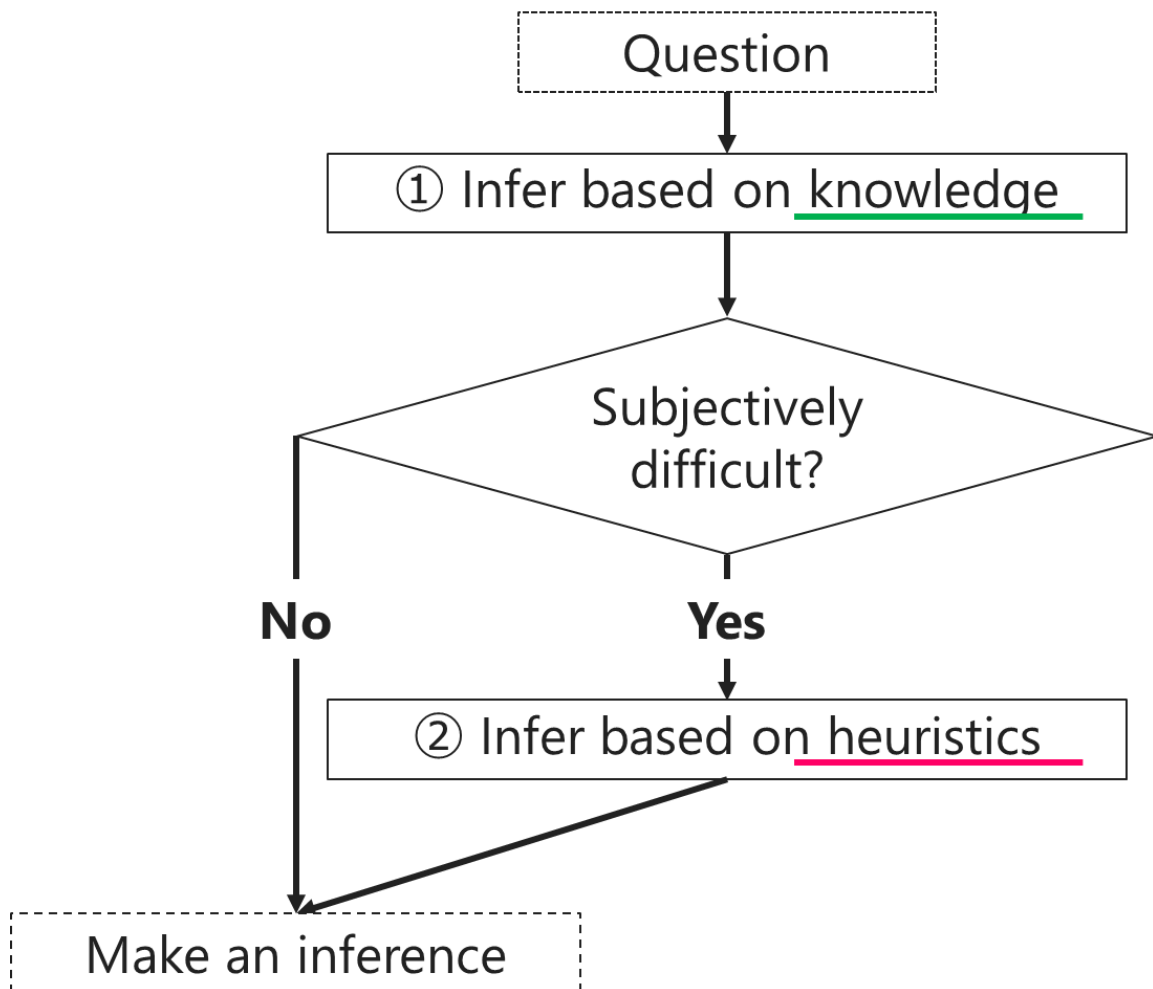 Question
① Infer based on knowledge
Subjectively
difficult?
No
Yes
② Infer based on heuristics
Make an inference